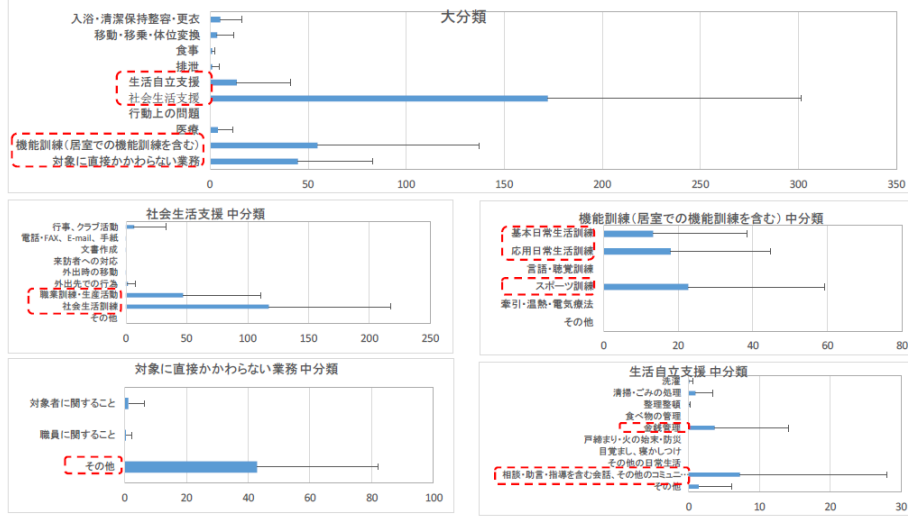 大分類
入浴・清潔保持整容・更衣
移動・移乗・体位変換
食事
排泄
生活自立支援
社会生活支援
行動上の問題
医療
機能訓練(居室での機能訓練を含む)
対象に直接かかわらない業務
0 50 100 150 200 250 300 350
社会生活支援 中分類
行事、クラブ活動
電話・FAX、E-mail、手紙
文書作成
来訪者への対応
外出時の移動
外出先での行為
職業訓練・生産活動
社会生活訓練
その他
0 50 100 150 200 250
機能訓練(居室での機能訓練を含む) 中分類
基本日常生活訓練
応用日常生活訓練
言語・聴覚訓練
スポーツ訓練
牽引・温熱・電気療法
その他
0 20 40 60 80
対象に直接かかわらない業務 中分類
対象者に関すること
職員に関すること
その他
0 20 40 60 80 100
生活自立支援 中分類
洗濯
清掃・ごみの処理
整理整頓
食べ物の管理
金銭管理
戸締まり・火の始末・防災
目覚まし、寝かしつけ
その他の日常生活
相談・助言・指導を含む会話、その他のコミュニ…
その他
0 10 20 30